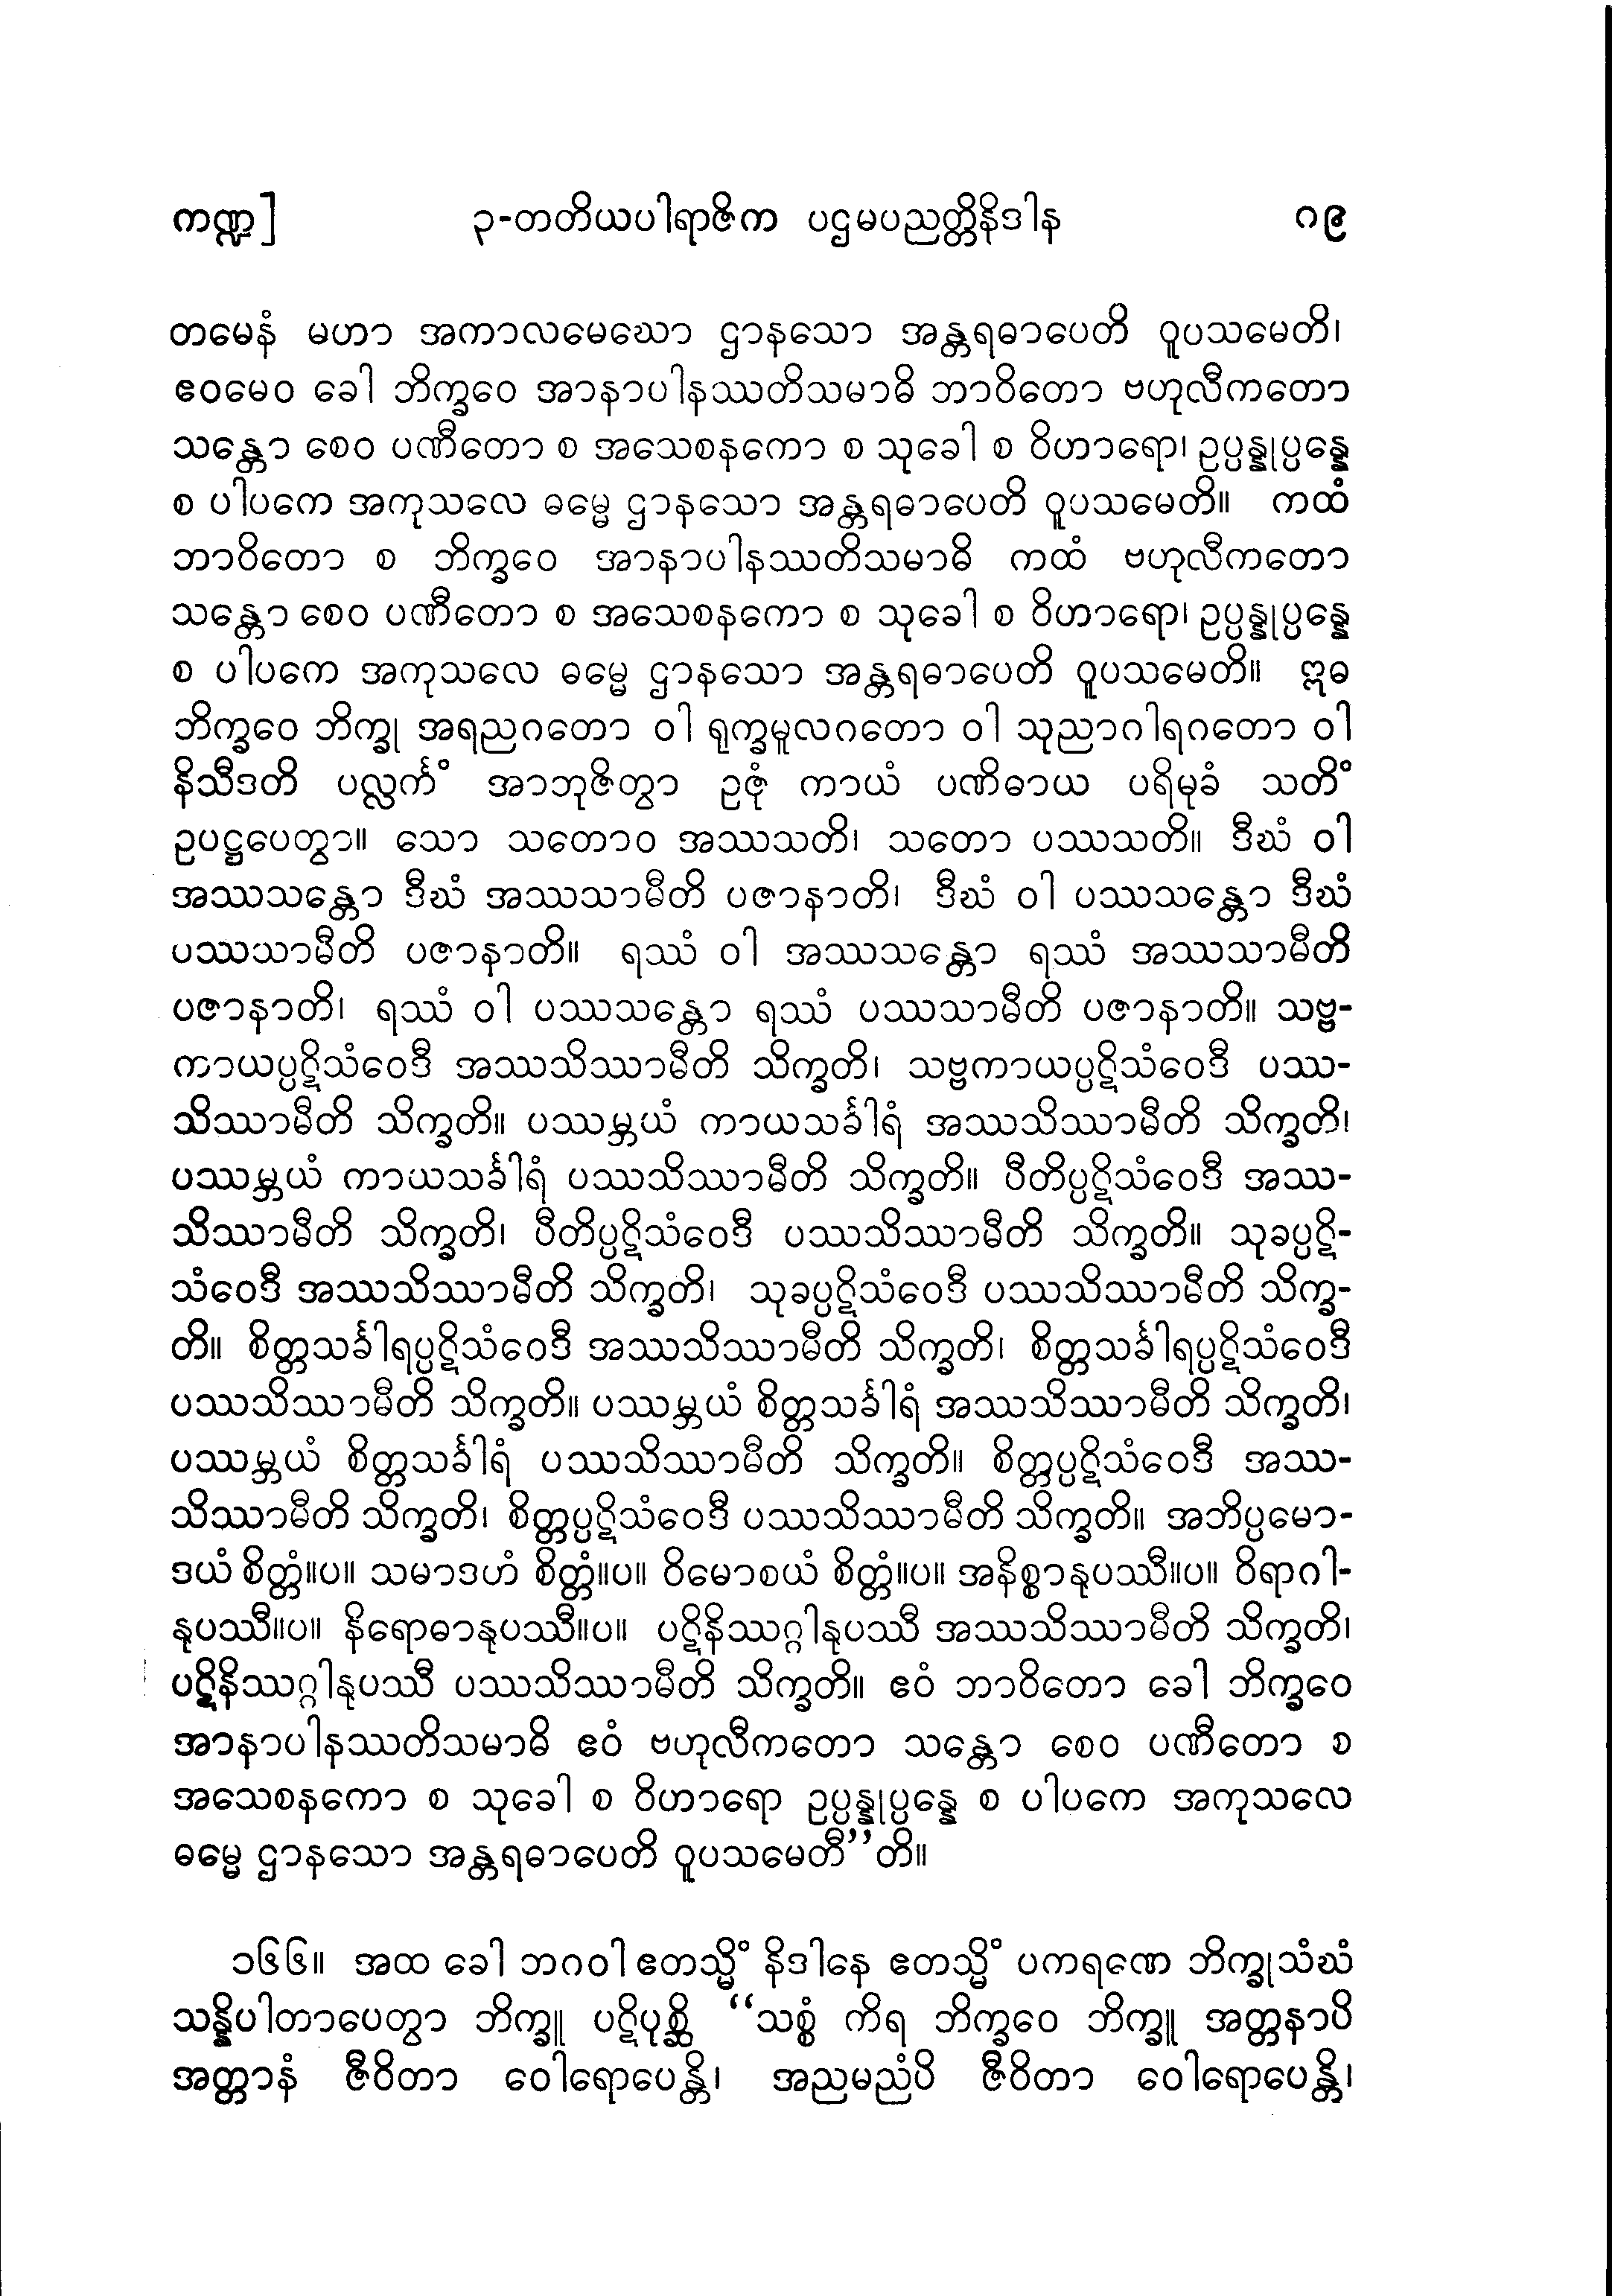 ကဏ္ဍ] ၃-တတိယပါရာဇိက ပဌမပညတ္တိနိဒါန ၈၉
တမေနံ မဟာ အကာလမေဃော ဌာနသော အန္တရဓာပေတိ ဝူပသမေတိ၊
ဧဝမေဝ ခေါ ဘိက္ခဝေ အာနာပါနဿတိသမာဓိ ဘာဝိတော ဗဟုလီကတော
သန္တော စေဝ ပဏီတော စ အသေစနကော စ သုခေါ စ ဝိဟာရော၊ ဥပ္ပန္နုပ္ပန္နေ
စ ပါပကေ အကုသလေ ဓမ္မေ ဌာနသော အန္တရဓာပေတိ ဝူပသမေတိ။ ကထံ
ဘာဝိတော စ ဘိက္ခဝေ အာနာပါနဿတိသမာဓိ ကထံ ဗဟုလီကတော
သန္တော စေဝ ပဏီတော စ အသေစနကော စ သုခေါ စ ဝိဟာရော၊ ဥပ္ပန္နုပ္ပန္နေ
စ ပါပကေ အကုသလေ ဓမ္မေ ဌာနသော အန္တရဓာပေတိ ဝူပသမေတိ။ ဣဓ
ဘိက္ခဝေ ဘိက္ခု အရညဂတော ဝါ ရုက္ခမူလဂတော ဝါ သုညာဂါရဂတော ဝါ
နိသီဒတိ ပလ္လင်္ကံ အာဘုဇိတွာ ဥဇုံ ကာယံ ပဏိဓာယ ပရိမုခံ သတိံ
ဥပဋ္ဌပေတွာ။ သော သတောဝ အဿသတိ၊ သတော ပဿသတိ။ ဒီဃံ ဝါ
အဿသန္တော ဒီဃံ အဿသာမီတိ ပဇာနာတိ၊ ဒီဃံ ဝါ ပဿသန္တော ဒီဃံ
ပဿသာမီတိ ပဇာနာတိ။ ရဿံ ဝါ အဿသန္တော ရဿံ အဿသာမီတိ
ပဇာနာတိ၊ ရဿံ ဝါ ပဿသန္တော ရဿံ ပဿသာမီတိ ပဇာနာတိ။ သဗ္ဗ-
ကာယပ္ပဋိသံဝေဒီ အဿသိဿာမီတိ သိက္ခတိ၊ သဗ္ဗကာယပ္ပဋိသံဝေဒီ ပဿ-
သိဿာမီတိ သိက္ခတိ။ ပဿမ္ဘယံ ကာယသင်္ခါရံ အဿသိဿာမီတိ သိက္ခတိ၊
ပဿမ္ဘယံ ကာယသင်္ခါရံ ပဿသိဿာမီတိ သိက္ခတိ။ ပီတိပ္ပဋိသံဝေဒီ အဿ-
သိဿာမီတိ သိက္ခတိ၊ ပီတိပ္ပဋိသံဝေဒီ ပဿသိဿာမီတိ သိက္ခတိ။ သုခပ္ပဋိ-
သံဝေဒီ အဿသိဿာမီတိ သိက္ခတိ၊ သုခပ္ပဋိသံဝေဒီ ပဿသိဿာမီတိ သိက္ခ-
တိ။ စိတ္တသင်္ခါရပ္ပဋိသံဝေဒီ အဿသိဿာမီတိ သိက္ခတိ၊ စိတ္တသင်္ခါရပ္ပဋိသံဝေဒီ
ပဿသိဿာမီတိ သိက္ခတိ။ ပဿမ္ဘယံ စိတ္တသင်္ခါရံ အဿသိဿာမီတိ သိက္ခတိ၊
ပဿမ္ဘယံ စိတ္တသင်္ခါရံ ပဿသိဿာမီတိ သိက္ခတိ။ စိတ္တပ္ပဋိသံဝေဒီ အဿ-
သိဿာမီတိ သိက္ခတိ၊ စိတ္တပ္ပဋိသံဝေဒီ ပဿသိဿာမီတိ သိက္ခတိ။ အဘိပ္ပမော-
ဒယံ စိတ္တံ။ပ။ သမာဒဟံ စိတ္တံ။ပ။ ဝိမောစယံ စိတ္တံ။ပ။ အနိစ္စာနုပဿီ။ပ။ ဝိရာဂါ-
နုပဿီ။ပ။ နိရောဓာနုပဿီ။ပ။ ပဋိနိဿဂ္ဂါနုပဿီ အဿသိဿာမီတိ သိက္ခတိ၊
ပဋိနိဿဂ္ဂါနုပဿီ ပဿသိဿာမီတိ သိက္ခတိ။ ဧဝံ ဘာဝိတော ခေါ ဘိက္ခဝေ
အာနာပါနဿတိသမာဓိ ဧဝံ ဗဟုလီကတော သန္တော စေဝ ပဏီတော စ
အသေစနကော စ သုခေါ စ ဝိဟာရော ဥပ္ပန္နုပ္ပန္နေ စ ပါပကေ အကုသလေ
ဓမ္မေ ဌာနသော အန္တရဓာပေတိ ဝူပသမေတီ”တိ။
၁၆၆။ အထ ခေါ ဘဂဝါ ဧတသ္မိံ နိဒါနေ ဧတသ္မိံ ပကရဏေ ဘိက္ခုသံဃံ
သန္နိပါတာပေတွာ ဘိက္ခူ ပဋိပုစ္ဆိ “သစ္စံ ကိရ ဘိက္ခဝေ ဘိက္ခူ အတ္တနာပိ
အတ္တာနံ ဇီဝိတာ ဝေါရောပေန္တိ၊ အညမညံပိ ဇီဝိတာ ဝေါရောပေန္တိ၊